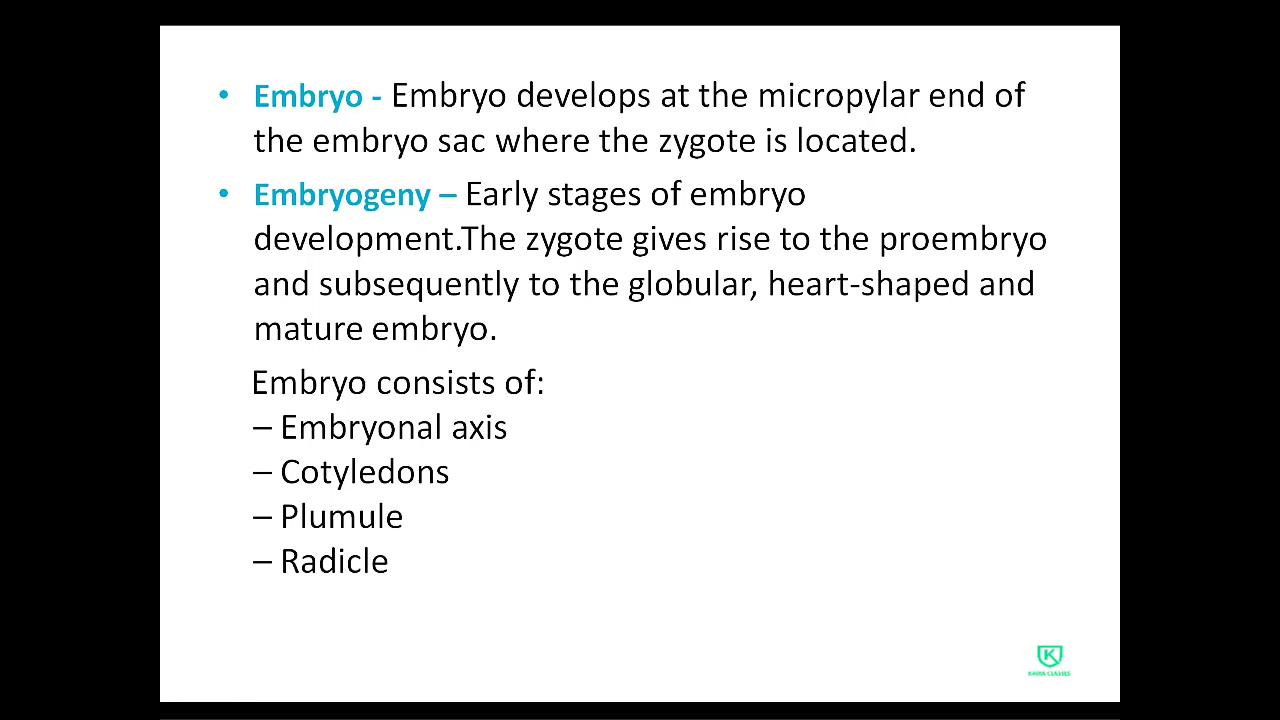 • Embryo - Embryo develops at the micropylar end of
the embryo sac where the zygote is located.
• Embryogeny – Early stages of embryo
development.The zygote gives rise to the proembryo
and subsequently to the globular, heart-shaped and
mature embryo.
Embryo consists of:
– Embryonal axis
– Cotyledons
– Plumule
– Radicle
K
CLASSES